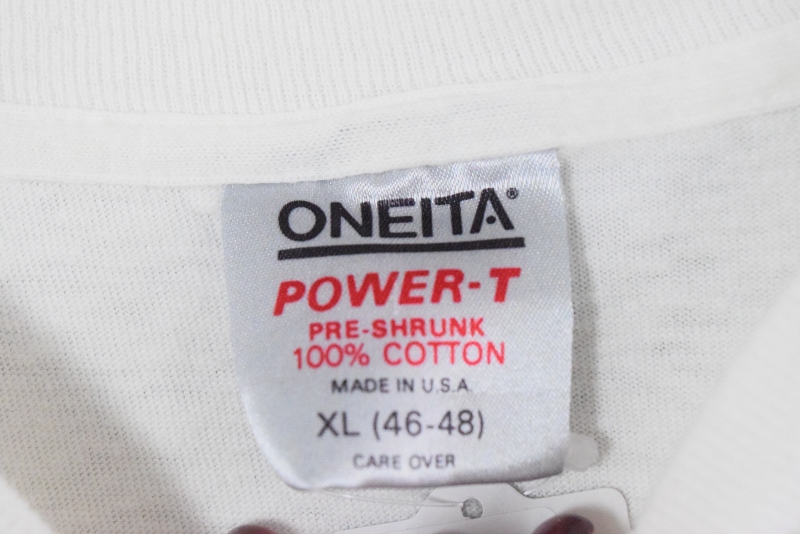 ONEITA®
POWER-T
PRE-SHRUNK
100% COTTON
MADE IN U.S.A.
XL (46-48)
CARE OVER